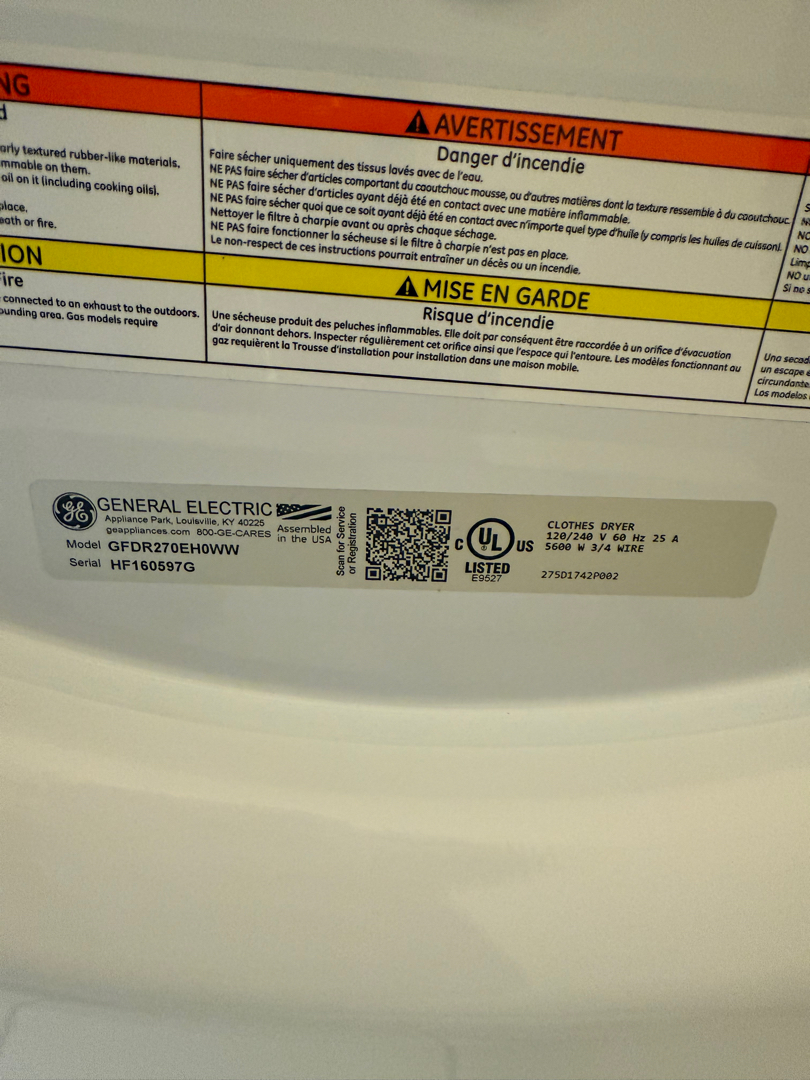 NG
arly textured rubber-like materials.
mmable on them.
oil on it (including cooking oils).
place.
eath or fire.
ION
Fire
connected to an exhaust to the outdoors.
ounding area. Gas models require
AVERTISSEMENT
Danger d'incendie
Faire sécher uniquement des tissus lavés avec de l'eau.
NE PAS faire sécher d'articles comportant du caoutchouc mousse, ou d'autres matières dont la texture ressemble à du caoutchouc.
NE PAS faire sécher d'articles ayant déjà été en contact avec une matière inflammable.
NE PAS faire sécher quoi que ce soit ayant déjà été en contact avec n'importe quel type d'huile (y compris les huiles de cuisson).
Nettoyer le filtre à charpie avant ou après chaque séchage.
NE PAS faire fonctionner la sécheuse si le filtre à charpie n'est pas en place.
Le non-respect de ces instructions pourrait entraîner un décès ou un incendie.
MISE EN GARDE
Risque d'incendie
Une sécheuse produit des peluches inflammables. Elle doit par conséquent être raccordée à un orifice d'évacuation
d'air donnant dehors. Inspecter régulièrement cet orifice ainsi que l'espace qui l'entoure. Les modèles fonctionnant au
gaz requièrent la Trousse d'installation pour installation dans une maison mobile.
S
NO
NO
NO
Limp
NO u
Si no s
Una secad
un escape e
circundante.
Los modelos
GE GENERAL ELECTRIC
Appliance Park, Louisville, KY 40225
geappliances.com 800-GE-CARES
Model GFDR270EH0WW
Serial HF160597G
Assembled
in the USA
Scan for Service
or Registration
C UL US
LISTED
E9527
CLOTHES DRYER
120/240 V 60 Hz 25 A
5600 W 3/4 WIRE
275D1742P002